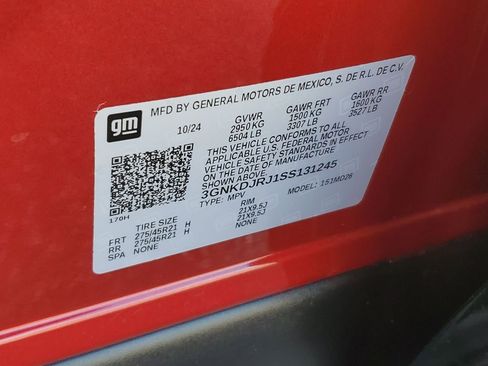 gm
MFD BY GENERAL MOTORS DE MEXICO, S. DE R.L. DE C.V.
10/24 GVWR GAWR FRT GAWR RR
2950 KG 1500 KG 1600 KG
6504 LB 3307 LB 3527 LB
THIS VEHICLE CONFORMS TO ALL
APPLICABLE U.S. FEDERAL MOTOR
VEHICLE SAFETY STANDARDS IN EFFECT
ON THE DATE OF MANUFACTURE
SHOWN ABOVE.
3GNKDJRJ1SS131245
TYPE: MPV MODEL: 151MD26
170H
TIRE SIZE RIM
FRT 275/45R21 H 21X9.5J
RR 275/45R21 H 21X9.5J
SPA NONE NONE